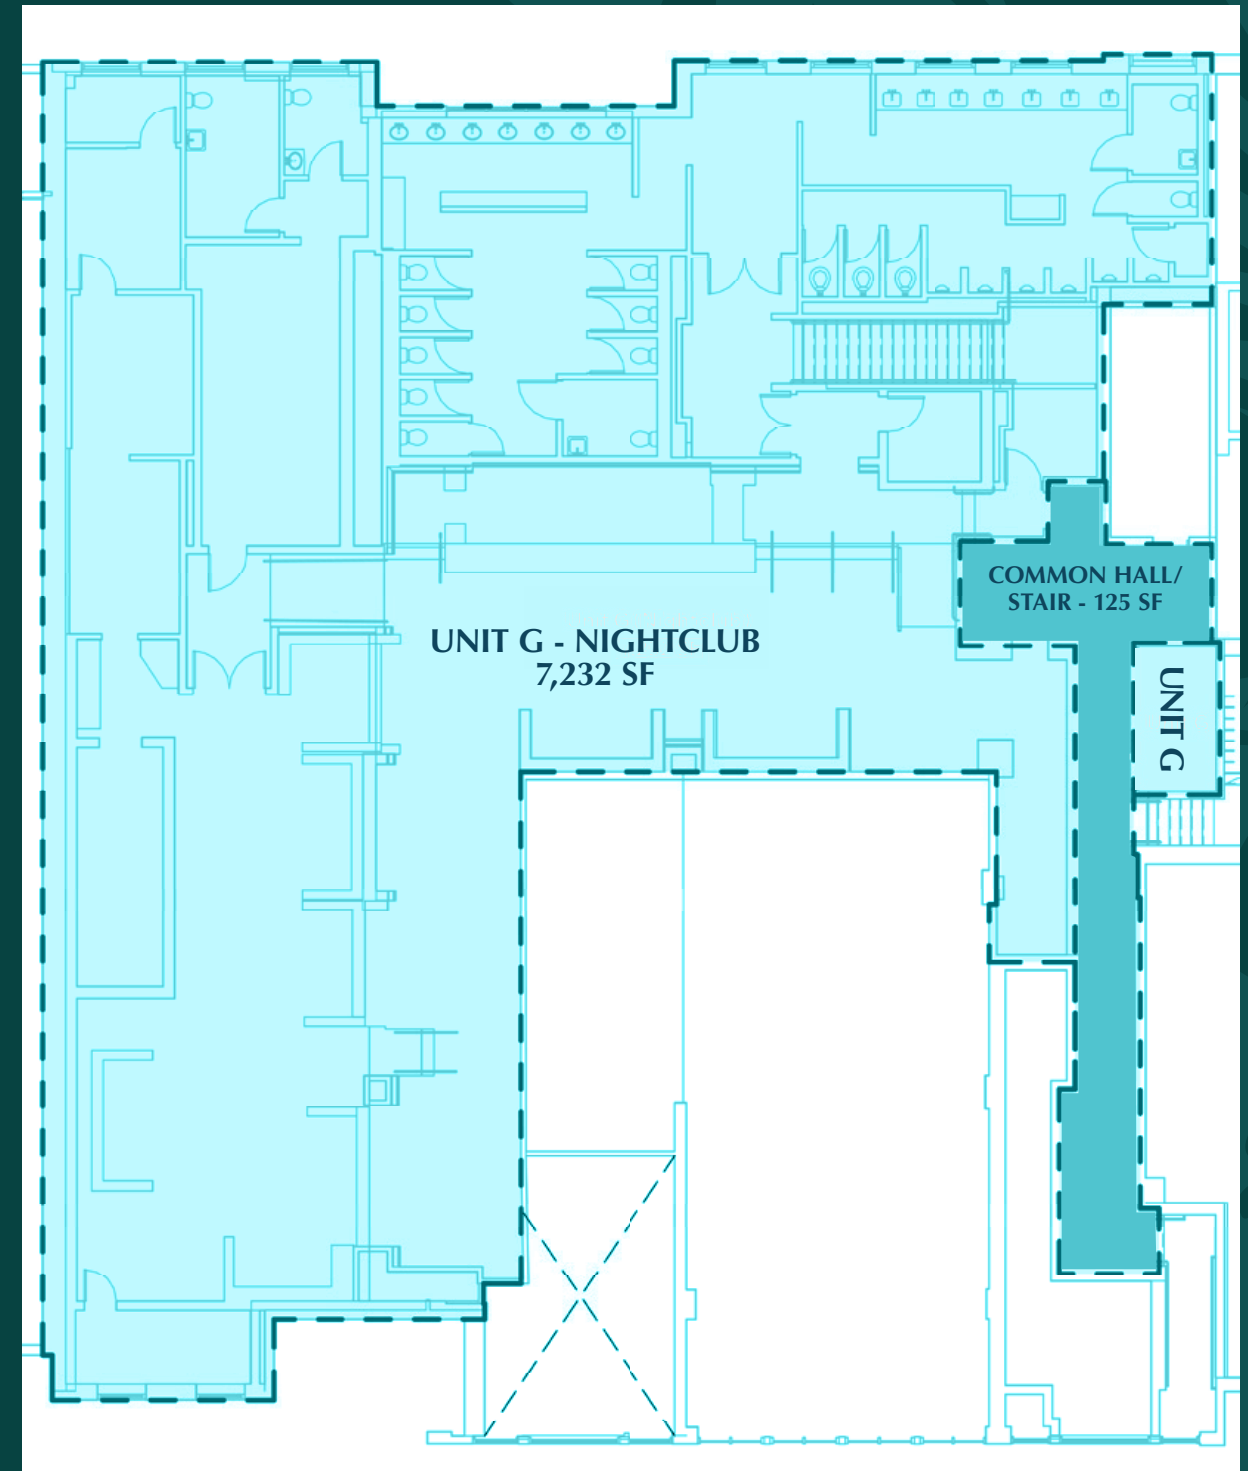 COMMON HALL/
STAIR - 125 SF
UNIT G - NIGHTCLUB
7,232 SF
UNIT G